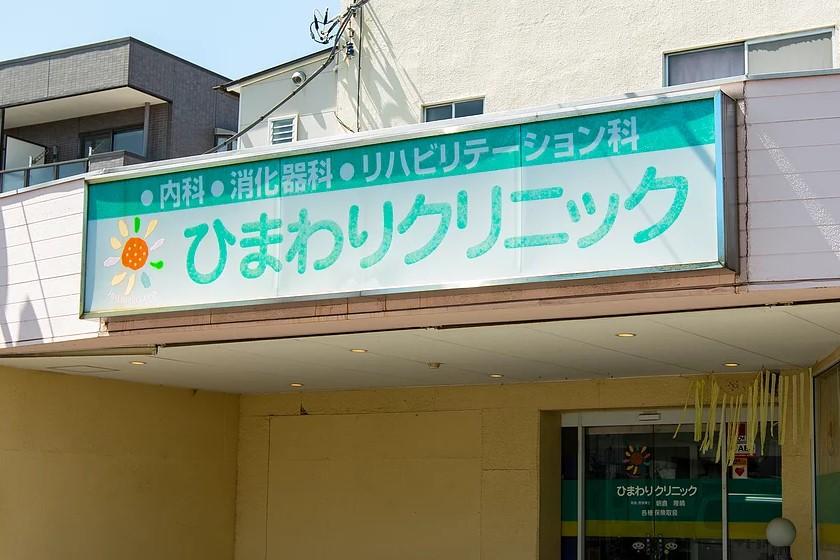 ●内科●消化器科●リハビリテーション科
ひまわりクリニック
ひまわりクリニック
各種保険取扱